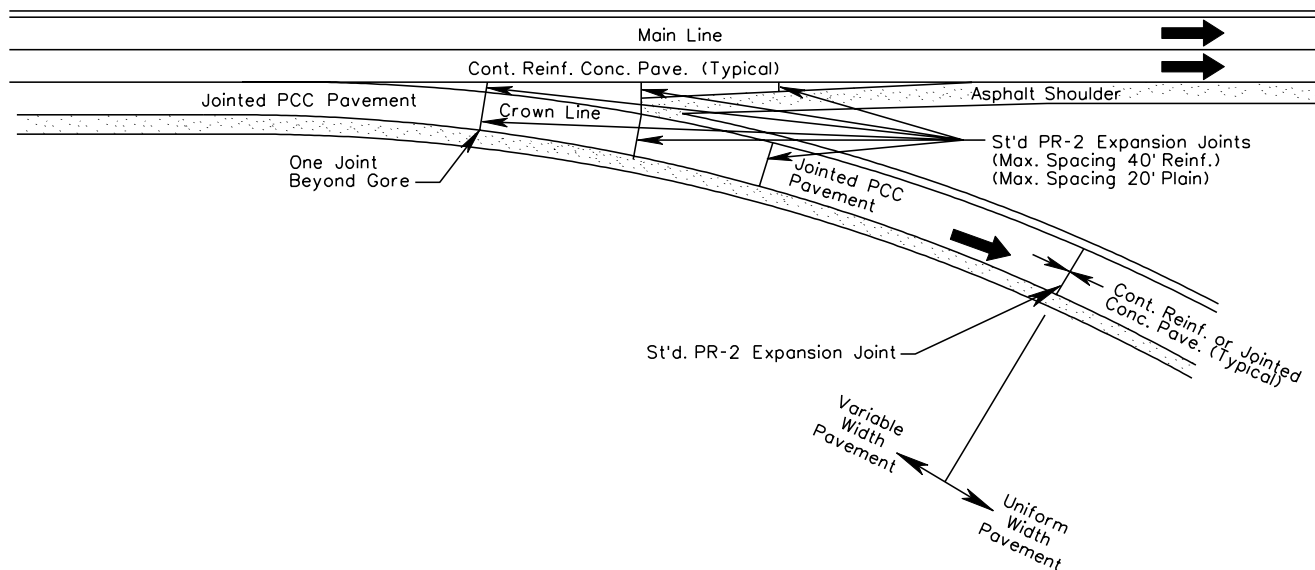 Main Line
Cont. Reinf. Conc. Pave. (Typical)
Jointed PCC Pavement
Crown Line
Asphalt Shoulder
St'd PR-2 Expansion Joints
(Max. Spacing 40' Reinf.)
(Max. Spacing 20' Plain)
One Joint
Beyond Gore
Jointed PCC
Pavement
Cont. Reinf. or Jointed
Conc. Pave. (Typical)
St'd. PR-2 Expansion Joint
Variable
Width
Pavement
Uniform
Width
Pavement